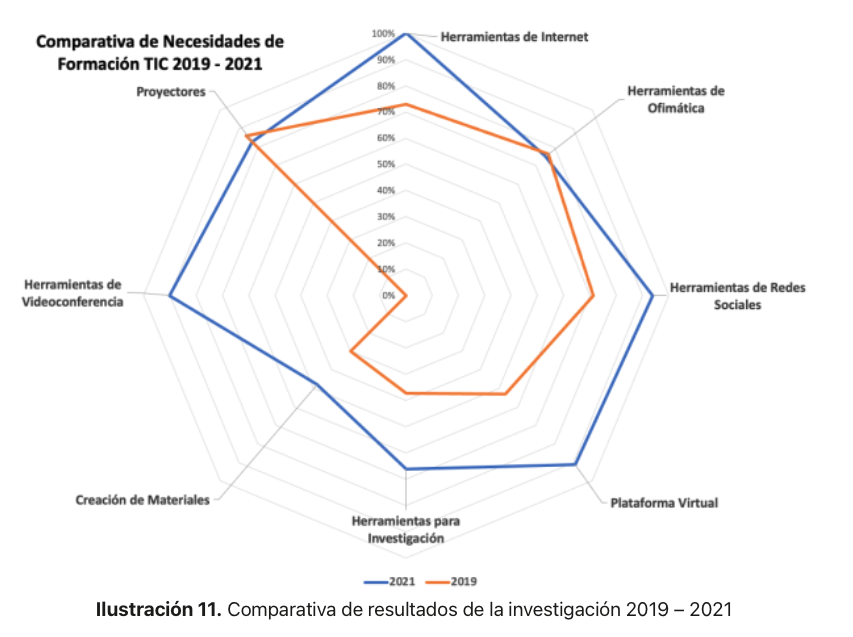 Comparativa de Necesidades de
Formación TIC 2019 - 2021
100%
90%
80%
70%
60%
50%
40%
30%
20%
10%
0%
Herramientas de Internet
Herramientas de
Ofimática
Herramientas de Redes
Sociales
Plataforma Virtual
Herramientas para
Investigación
Creación de Materiales
Herramientas de
Videoconferencia
Proyectores
2021
2019
Ilustración 11. Comparativa de resultados de la investigación 2019 – 2021